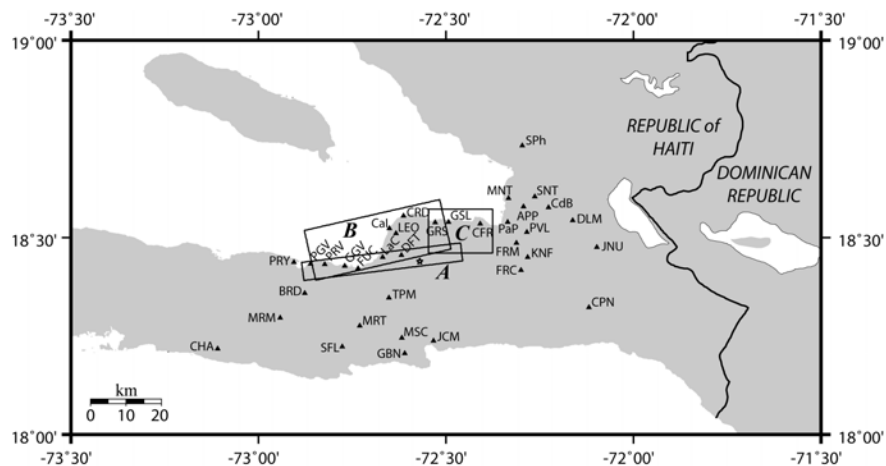 -73°30' -73°00' -72°30' -72°00' -71°30'
19°00' 19°00'
SPh
REPUBLIC of
HAITI
DOMINICAN
REPUBLIC
MNT SNT
CdB
CRD GSL APP DLM
Cal LEO GRS C CFR PaP PVL
B
18°30' 18°30'
PRY PGV PRV GGV FUC LaC DFT FRM KNF JNU
A
FRC
BRD TPM
CPN
MRM MRT
MSC JCM
CHA SFL GBN
km
0 10 20
18°00' 18°00'
-73°30' -73°00' -72°30' -72°00' -71°30'